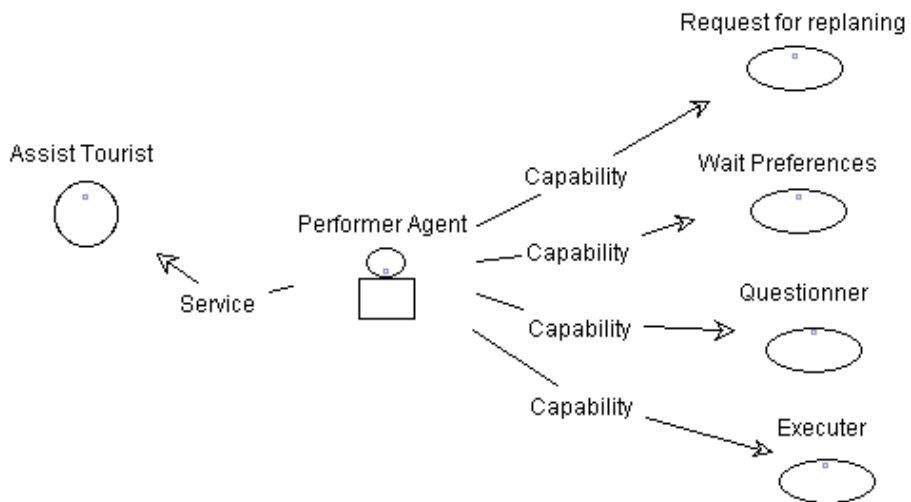 Request for replaning
Assist Tourist
Capability
Wait Preferences
Performer Agent
Capability
Service
Questionner
Capability
Capability
Executer